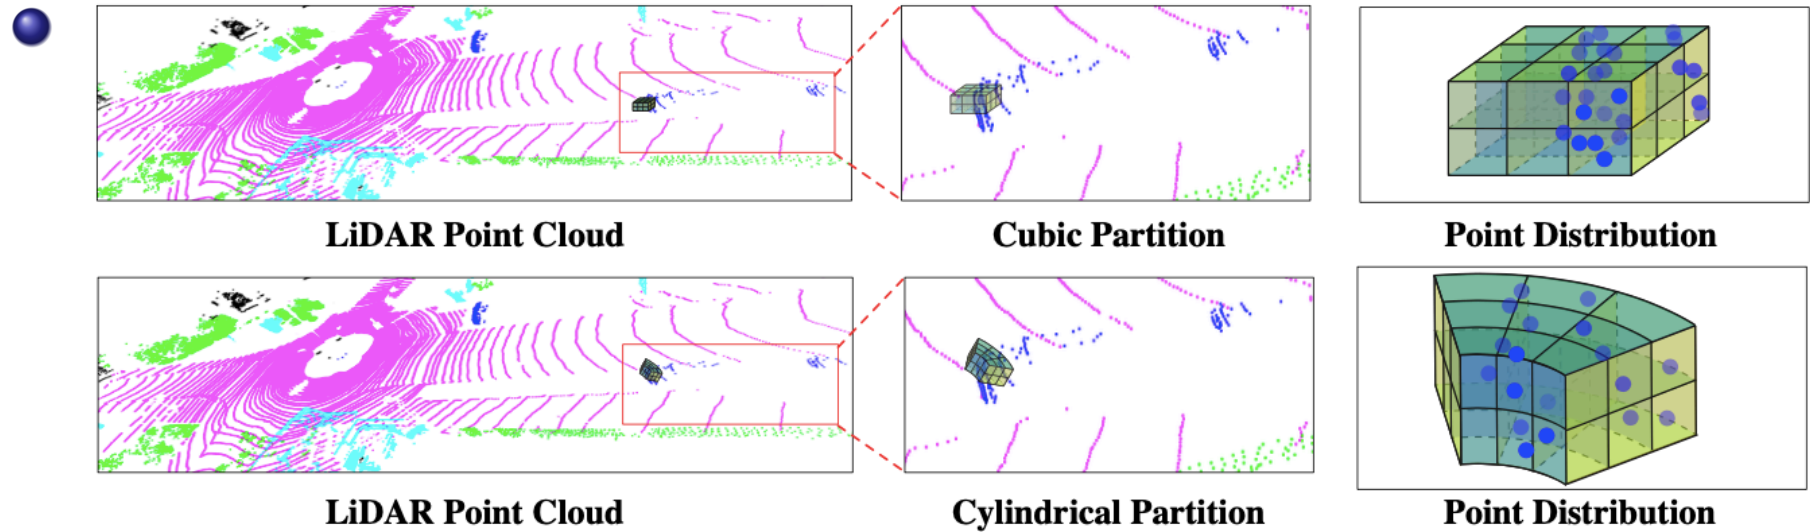 LiDAR Point Cloud
Cubic Partition
Point Distribution
LiDAR Point Cloud
Cylindrical Partition
Point Distribution